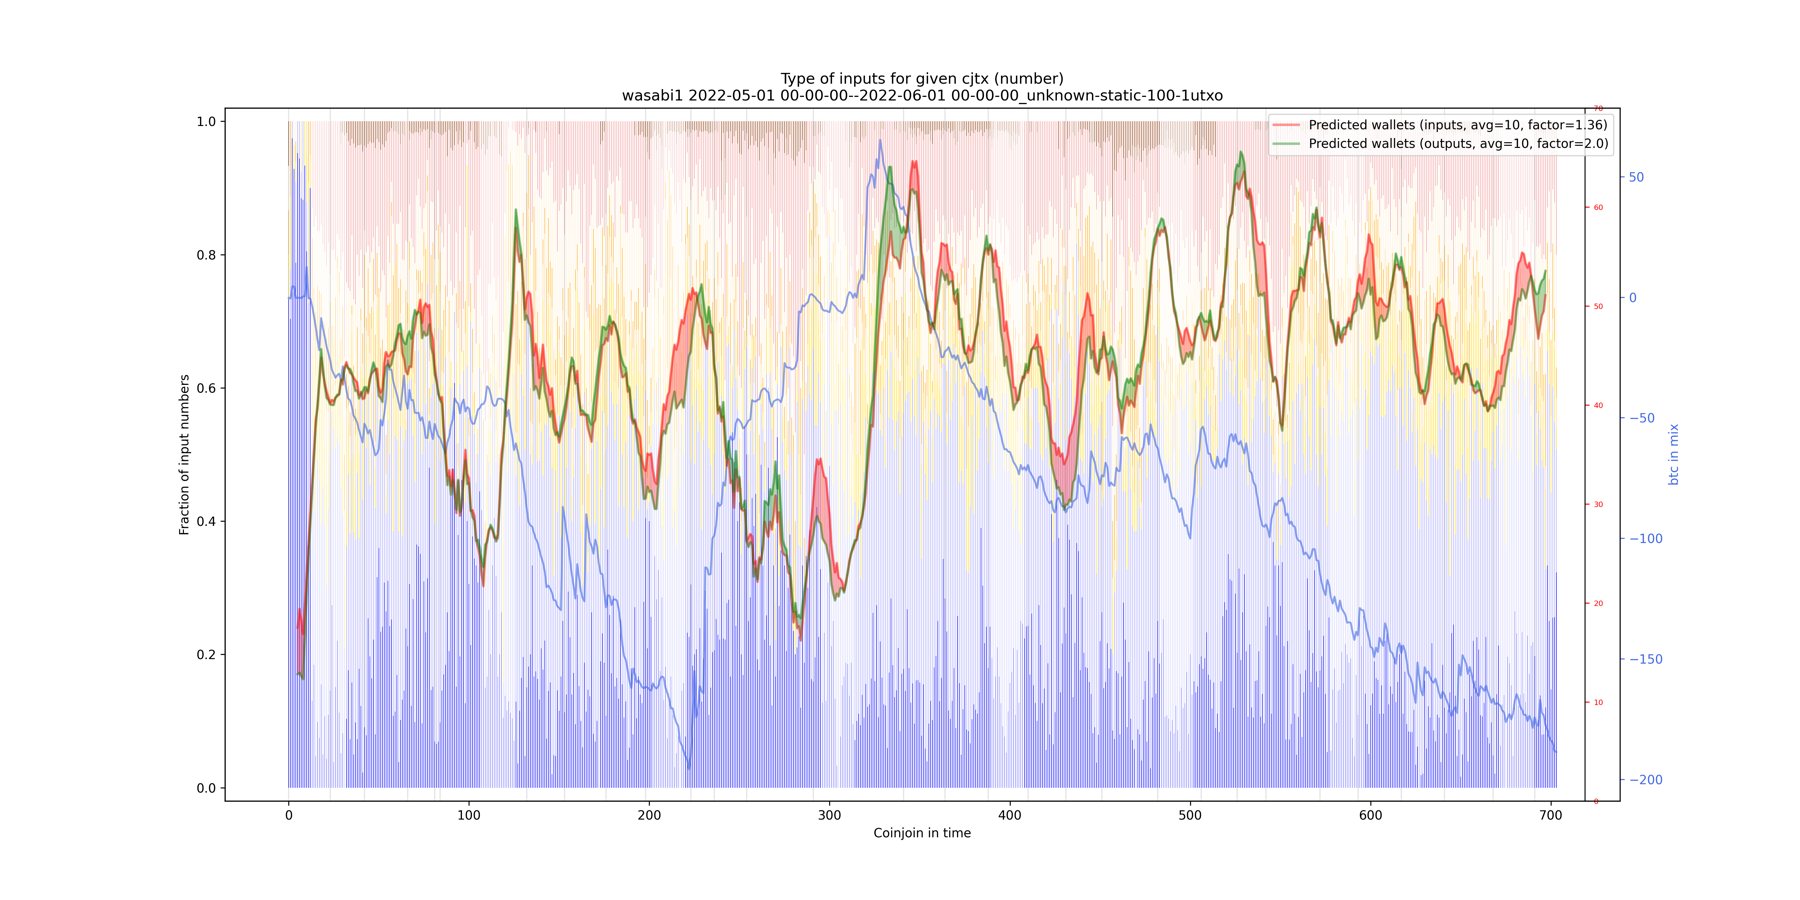 Type of inputs for given cjtx (number)
wasabi1 2022-05-01 00-00-00--2022-06-01 00-00-00_unknown-static-100-1utxo
Predicted wallets (inputs, avg=10, factor=1.36)
Predicted wallets (outputs, avg=10, factor=2.0)
Fraction of input numbers
1.0
0.8
0.6
0.4
0.2
0.0
0 100 200 300 400 500 600 700
Coinjoin in time
70
60
50
40
30
20
10
0
50
0
−50
−100
−150
−200
btc in mix